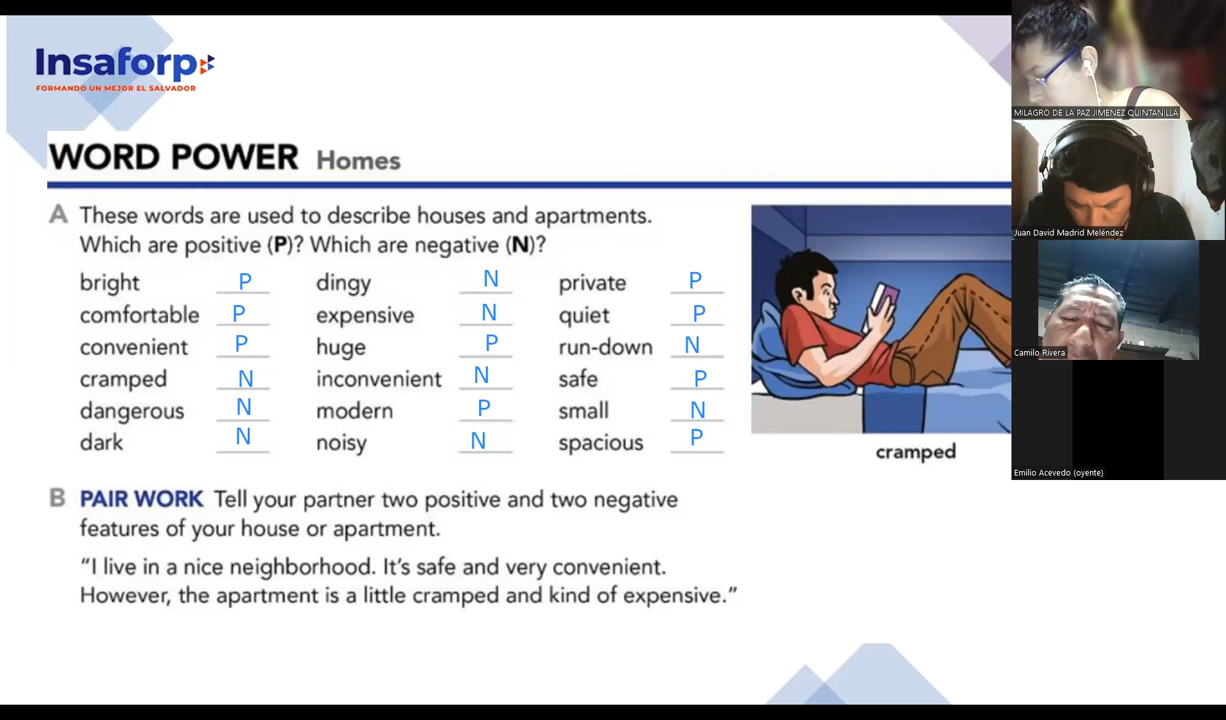 Insaforp
FORMANDO UN MEJOR EL SALVADOR
WORD POWER Homes
A These words are used to describe houses and apartments.
Which are positive (P)? Which are negative (N)?
bright P dingy N private P
comfortable P expensive N quiet P
convenient P huge P run-down N
cramped N inconvenient N safe P
dangerous N modern P small N
dark N noisy N spacious P
cramped
B PAIR WORK Tell your partner two positive and two negative
features of your house or apartment.
"I live in a nice neighborhood. It's safe and very convenient.
However, the apartment is a little cramped and kind of expensive."
MILAGRO DE LA PAZ JIMENEZ QUINTANILLA
Juan David Madrid Meléndez
Camilo Rivera
Emilio Acevedo (oyente)